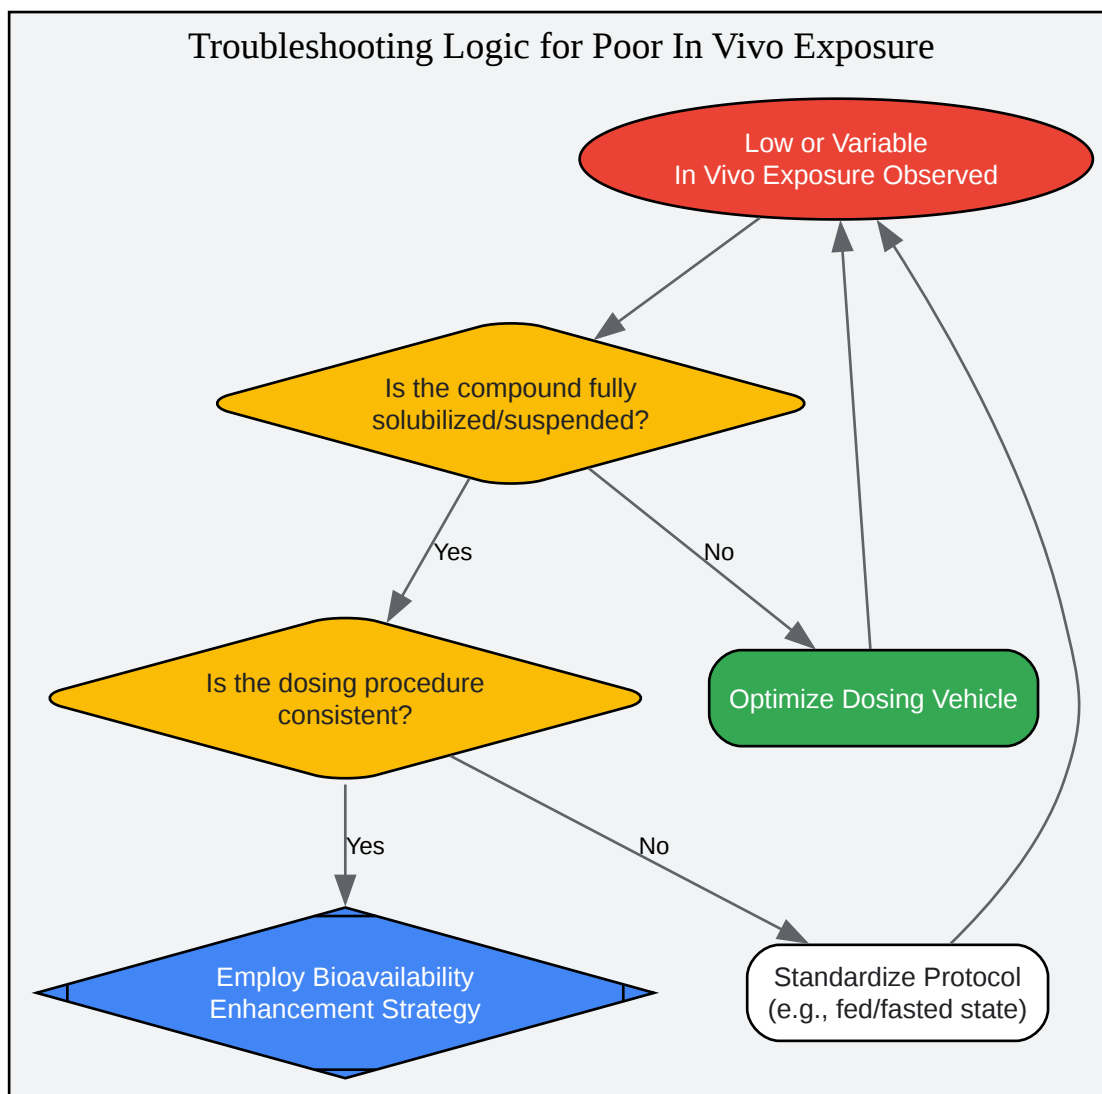 Troubleshooting Logic for Poor In Vivo Exposure
Low or Variable
In Vivo Exposure Observed
Is the compound fully
solubilized/suspended?
Yes
No
Is the dosing procedure
consistent?
Optimize Dosing Vehicle
Yes
No
Employ Bioavailability
Enhancement Strategy
Standardize Protocol
(e.g., fed/fasted state)